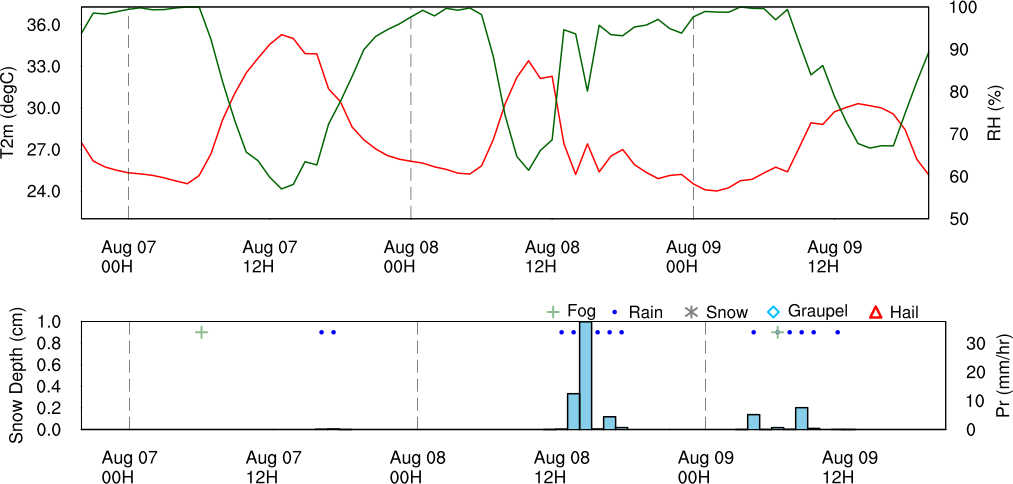 36.0
33.0
30.0
27.0
24.0
T2m (degC)
100
90
80
70
60
50
RH (%)
Aug 07 Aug 07 Aug 08 Aug 08 Aug 09 Aug 09
00H 12H 00H 12H 00H 12H
Fog Rain Snow Graupel Hail
1.0
0.8
0.6
0.4
0.2
0.0
Snow Depth (cm)
30
20
10
0
Pr (mm/hr)
Aug 07 Aug 07 Aug 08 Aug 08 Aug 09 Aug 09
00H 12H 00H 12H 00H 12H